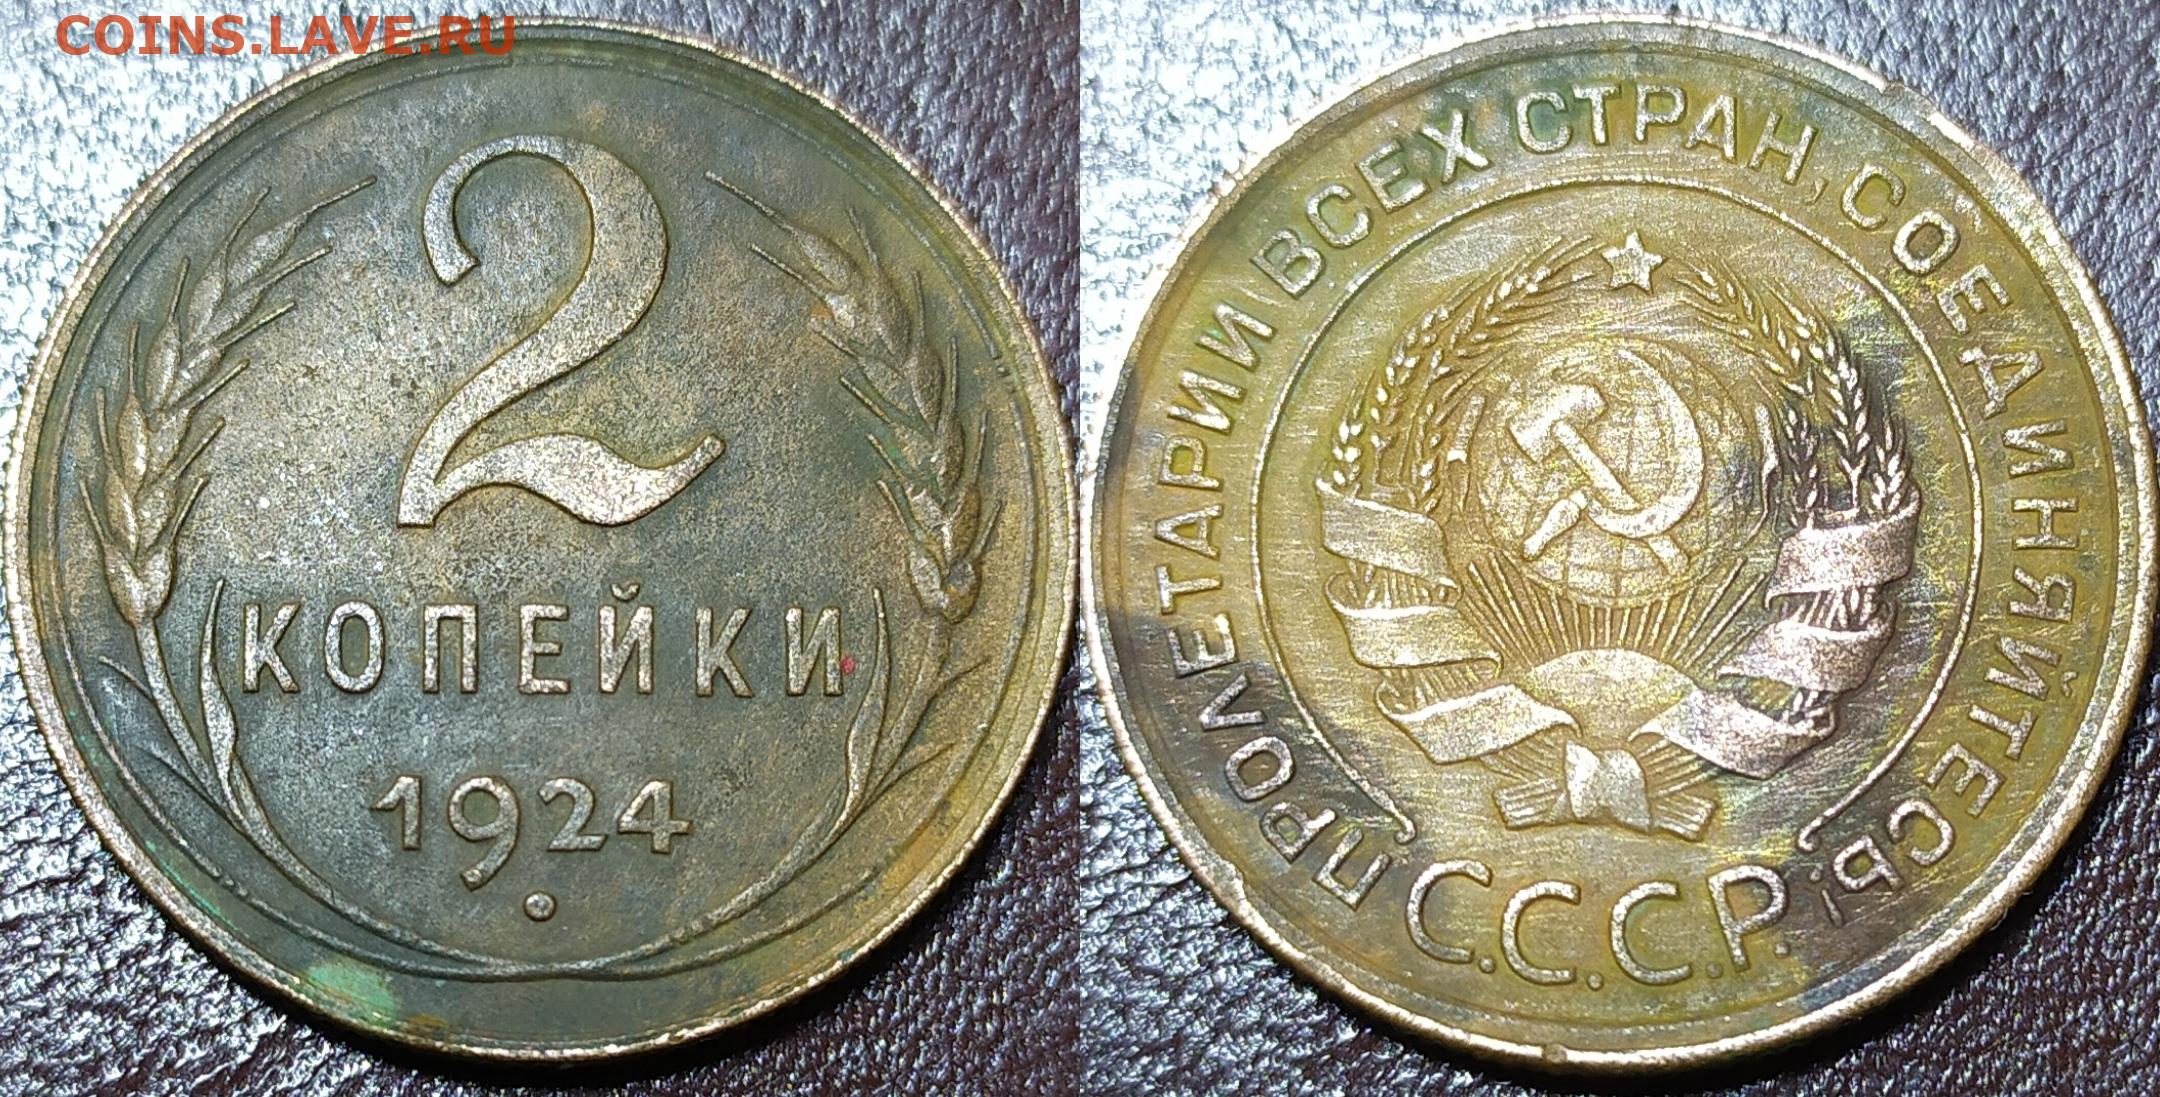 COINS.LAVE.RU
2
КОПЕЙКИ
1924
ПРОЛЕТАРИИ ВСЕХ СТРАН, СОЕДИНЯЙТЕСЬ!
С.С.С.Р.